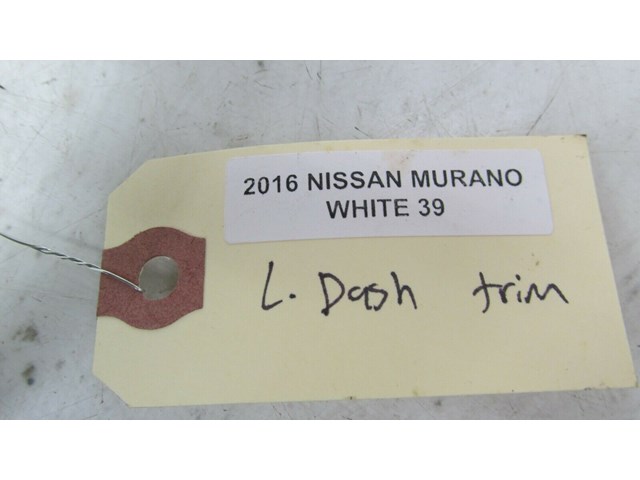 2016 NISSAN MURANO
WHITE 39
L. Dash trim